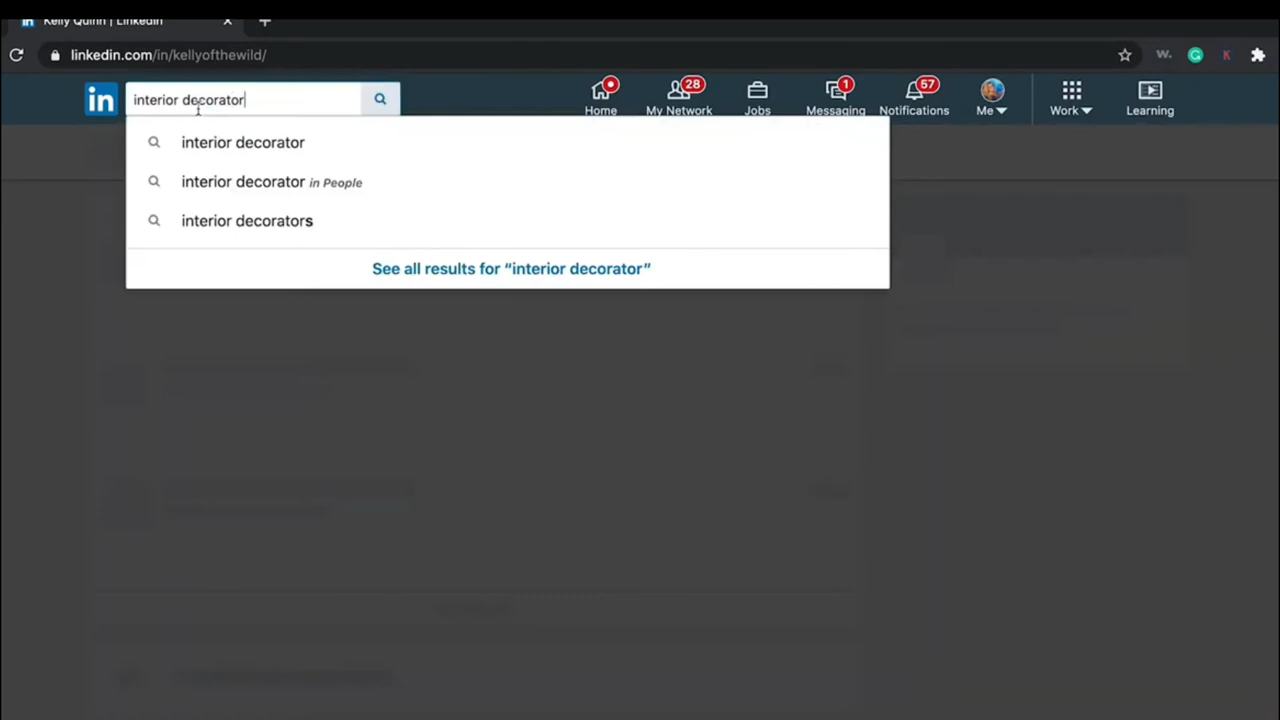 Kelly Quinn | LinkedIn
linkedin.com/in/kellyofthewild/
W.
K
in
interior decorator
Home
28
My Network
Jobs
1
Messaging
67
Notifications
Me
Work
Learning
interior decorator
interior decorator in People
interior decorators
See all results for “interior decorator”